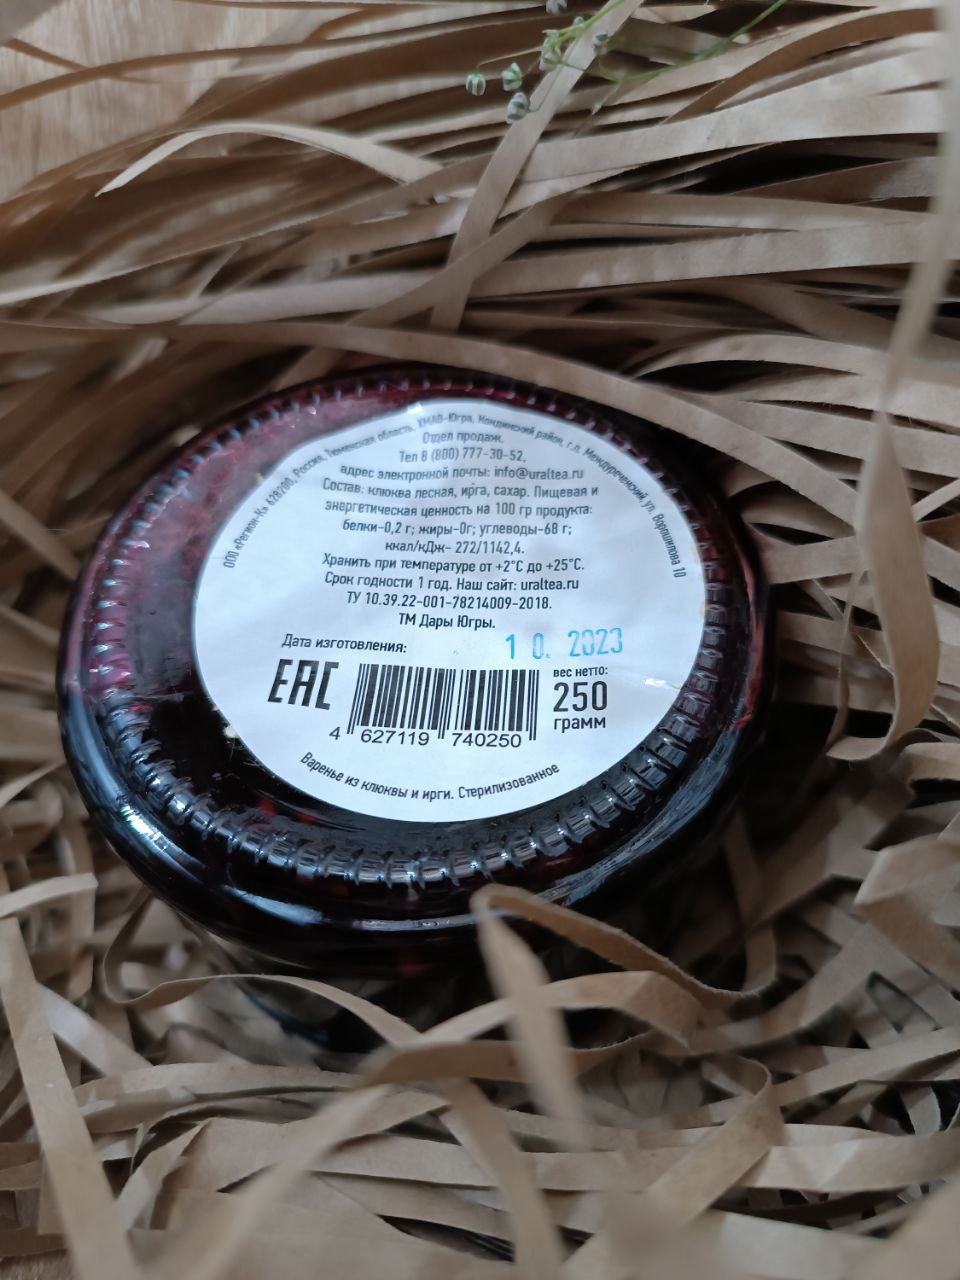 ООО «Регион-К» 628200, Россия, Тюменская область, ХМАО-Югра, Кондинский район, г.п. Междуреченский, ул. Ворошилова 10
Отдел продаж.
Тел 8 (800) 777-30-52,
адрес электронной почты: info@uraltea.ru
Состав: клюква лесная, ирга, сахар. Пищевая и
энергетическая ценность на 100 гр продукта:
белки-0,2 г; жиры-0г; углеводы-68 г;
ккал/кДж- 272/1142,4.
Хранить при температуре от +2°С до +25°С.
Срок годности 1 год. Наш сайт: uraltea.ru
ТУ 10.39.22-001-78214009-2018.
ТМ Дары Югры.
Дата изготовления: 1 0. 2023
ЕАС
вес нетто:
250
грамм
4 627119 740250
Варенье из клюквы и ирги. Стерилизованное